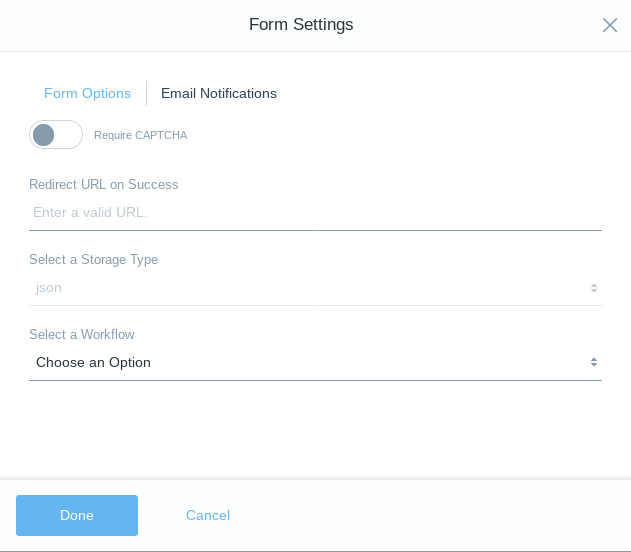 Form Settings
Form Options
Email Notifications
Require CAPTCHA
Redirect URL on Success
Enter a valid URL.
Select a Storage Type
json
Select a Workflow
Choose an Option
Done
Cancel